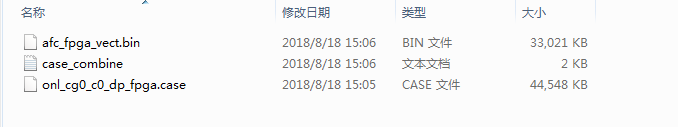 名称 修改日期 类型 大小
afc_fpga_vect.bin 2018/8/18 15:06 BIN 文件 33,021 KB
case_combine 2018/8/18 15:06 文本文档 2 KB
onl_cg0_c0_dp_fpga.case 2018/8/18 15:05 CASE 文件 44,548 KB